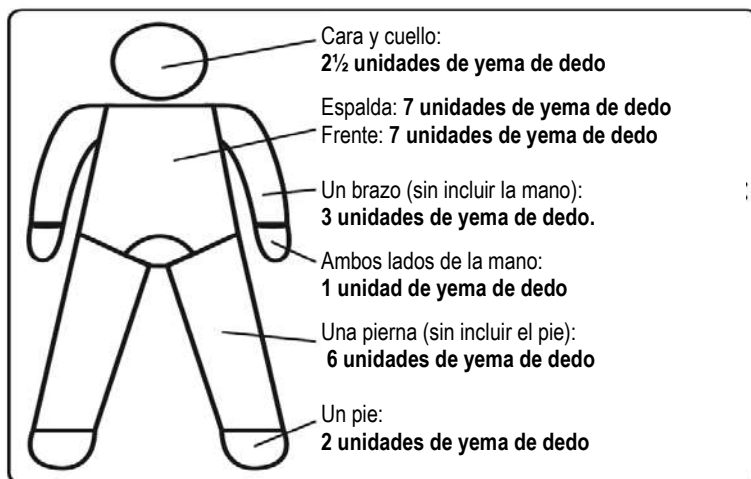 Cara y cuello:
2½ unidades de yema de dedo
Espalda: 7 unidades de yema de dedo
Frente: 7 unidades de yema de dedo
Un brazo (sin incluir la mano):
3 unidades de yema de dedo.
Ambos lados de la mano:
1 unidad de yema de dedo
Una pierna (sin incluir el pie):
6 unidades de yema de dedo
Un pie:
2 unidades de yema de dedo